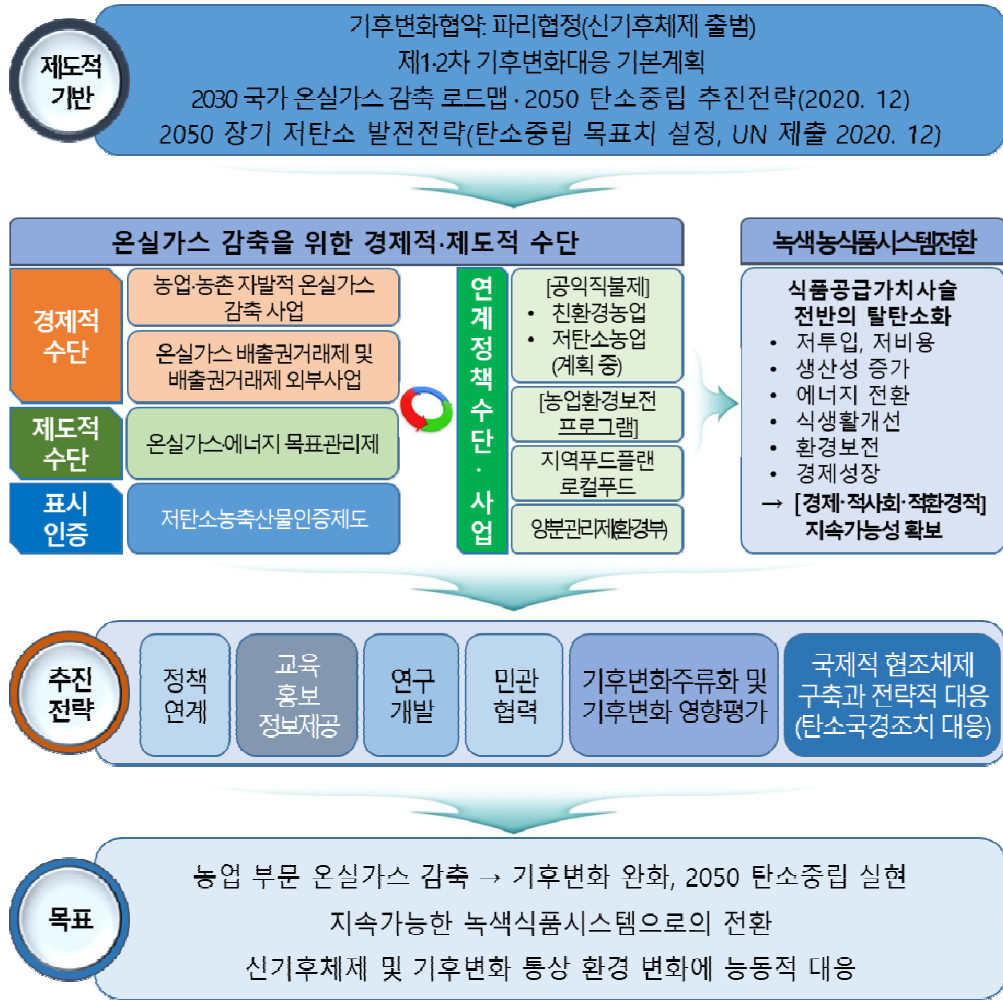 제도적
기반
기후변화협약: 파리협정(신기후체제 출범)
제1·2차 기후변화대응 기본계획
2030 국가 온실가스 감축 로드맵·2050 탄소중립 추진전략(2020. 12)
2050 장기 저탄소 발전전략(탄소중립 목표치 설정, UN 제출 2020. 12)
온실가스 감축을 위한 경제적·제도적 수단
경제적
수단
농업·농촌 자발적 온실가스
감축 사업
온실가스 배출권거래제 및
배출권거래제 외부사업
제도적
수단
온실가스·에너지 목표관리제
표시
인증
저탄소농축산물인증제도
연계정책수단·사업
[공익직불제]
• 친환경농업
• 저탄소농업
(계획 중)
[농업환경보전
프로그램]
지역푸드플랜
로컬푸드
양분관리제(환경부)
녹색농식품시스템전환
식품공급가치사슬
전반의 탈탄소화
• 저투입, 저비용
• 생산성 증가
• 에너지 전환
• 식생활개선
• 환경보전
• 경제성장
→ [경제·적사회·적환경적]
지속가능성 확보
추진
전략
정책
연계
교육
홍보
정보제공
연구
개발
민관
협력
기후변화주류화 및
기후변화 영향평가
국제적 협조체제
구축과 전략적 대응
(탄소국경조치 대응)
목표
농업 부문 온실가스 감축 → 기후변화 완화, 2050 탄소중립 실현
지속가능한 녹색식품시스템으로의 전환
신기후체제 및 기후변화 통상 환경 변화에 능동적 대응